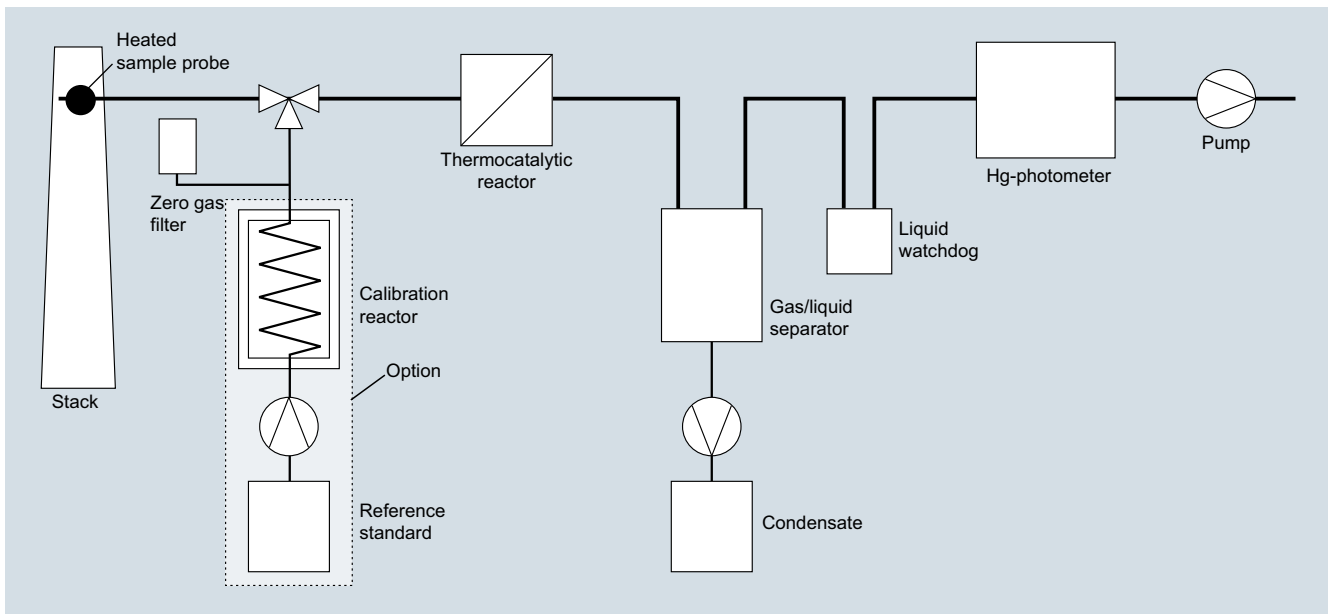 Heated
sample probe
Zero gas
filter
Stack
Calibration
reactor
Option
Reference
standard
Thermocatalytic
reactor
Gas/liquid
separator
Condensate
Liquid
watchdog
Hg-photometer
Pump